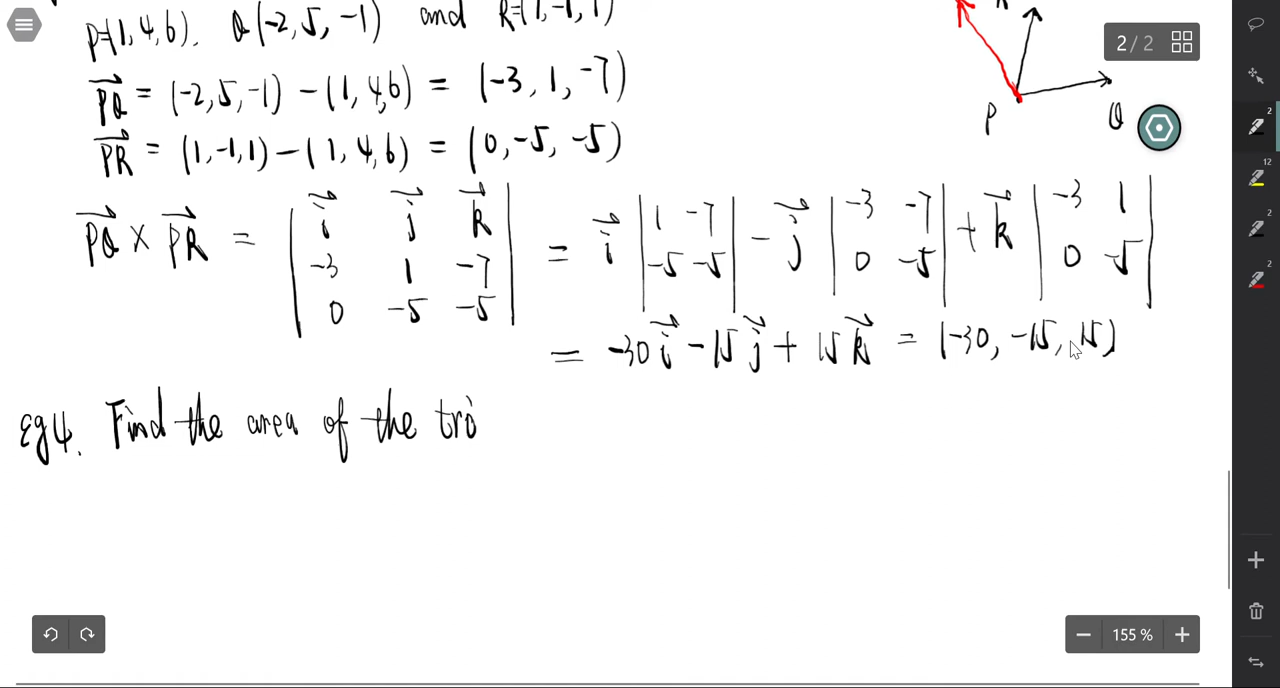 P=(1,4,6). Q(-2,5,-1) and R=(1,-1,1)
2 / 2
PQ = (-2,5,-1) - (1,4,6) = (-3, 1, -7)
P Q
PR = (1,-1,1) - (1,4,6) = (0,-5,-5)
PQ × PR = | i j k | = i | 1 -7 | - j | -3 -7 | + k | -3 1 |
-3 1 -7 -5 -5 0 -5 0 -5
0 -5 -5
= -30 i - 15 j + 15 k = (-30, -15, 15)
Eg4. Find the area of the tri
155 %